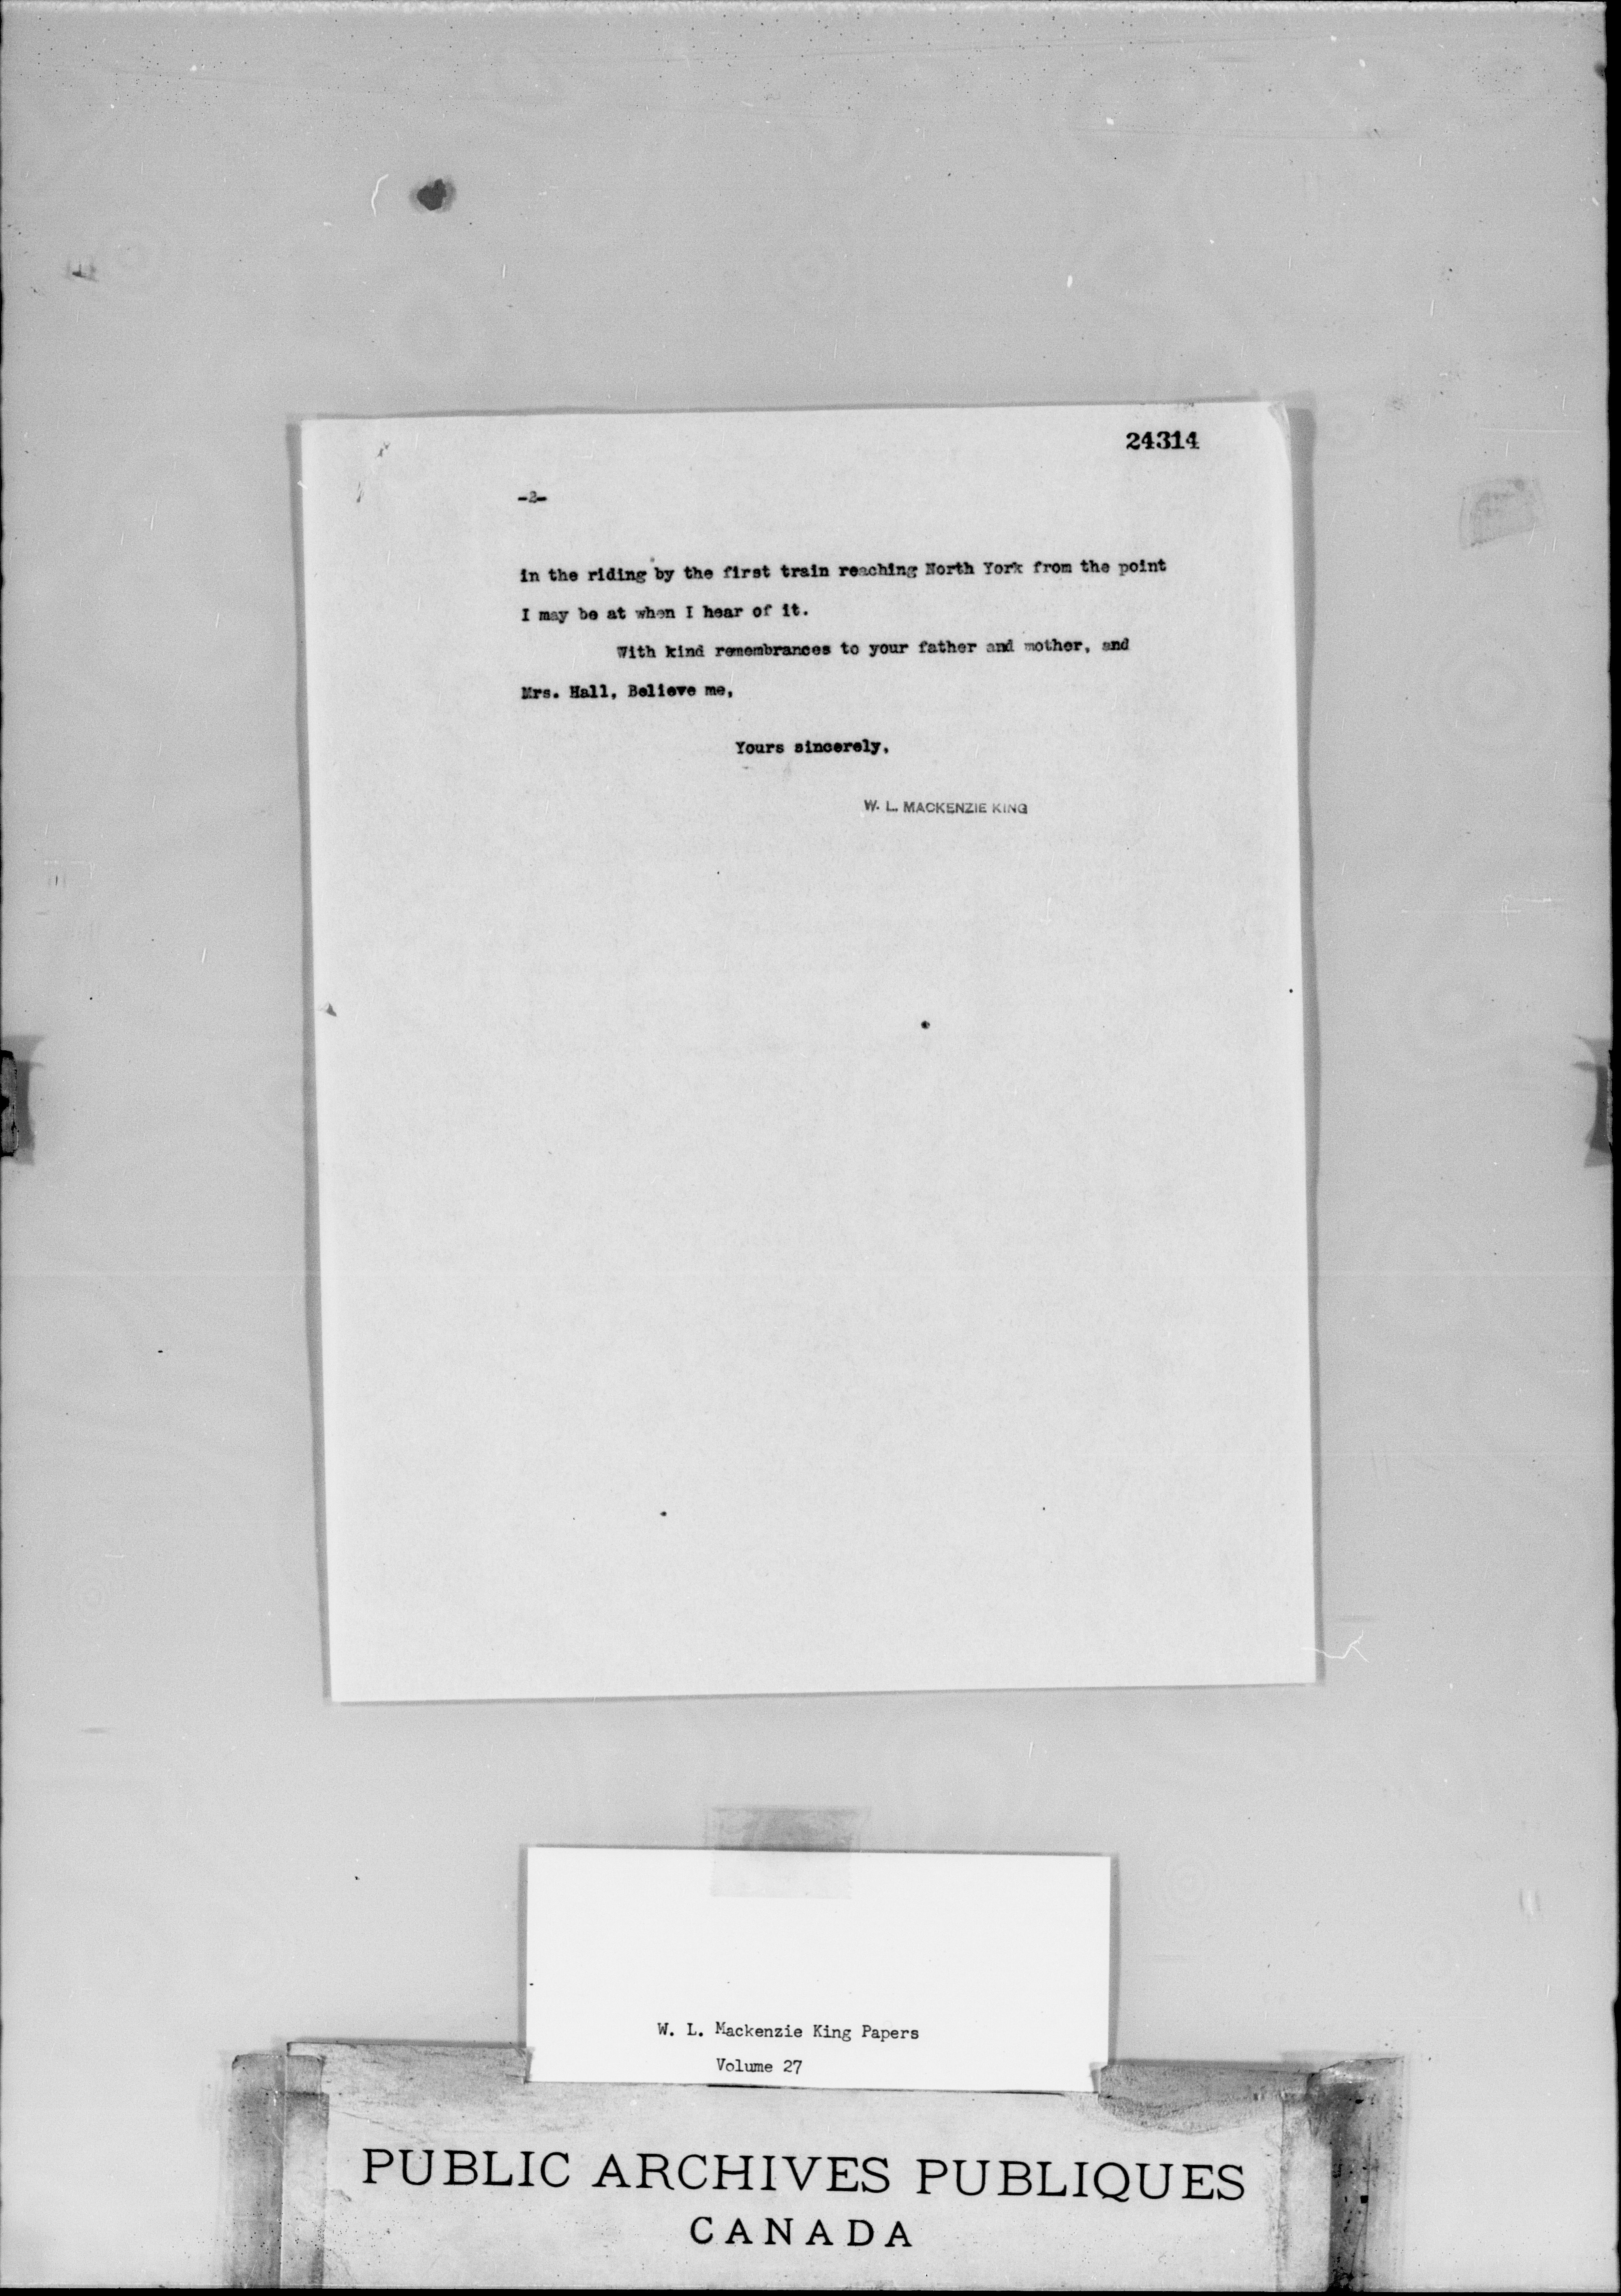 24314
-2-
in the riding by the first train reaching North York from the point
I may be at when I hear of it.
With kind remembrances to your father and mother, and
Mrs. Hall, Believe me,
Yours sincerely,
W. L. MACKENZIE KING
W. L. Mackenzie King Papers
Volume 27
PUBLIC ARCHIVES PUBLIQUES
CANADA